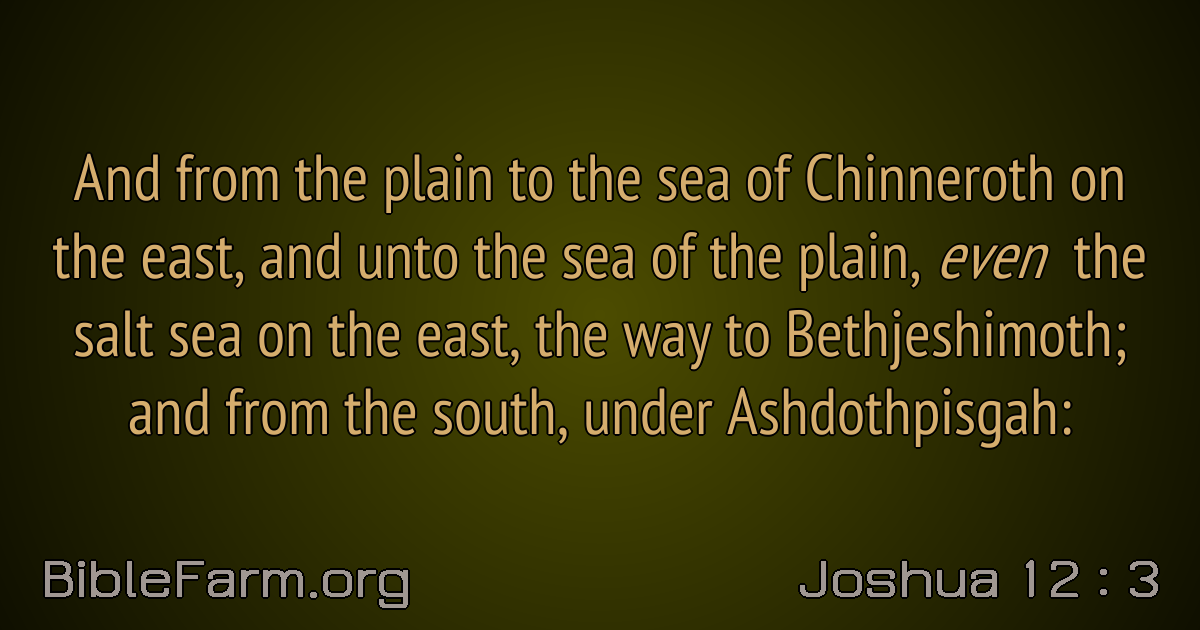 And from the plain to the sea of Chinneroth on
the east, and unto the sea of the plain, even the
salt sea on the east, the way to Bethjeshimoth;
and from the south, under Ashdothpisgah:
BibleFarm.org
Joshua 12 : 3